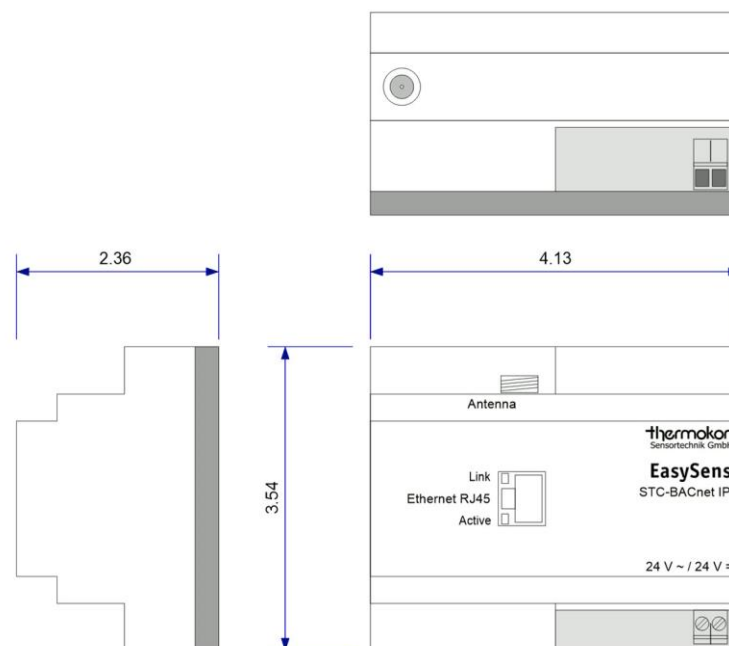 2.36
4.13
3.54
Antenna
thermokon
Sensortechnik GmbH
Link
EasySens
Ethernet RJ45
STC-BACnet IP
Active
24 V ~ / 24 V =